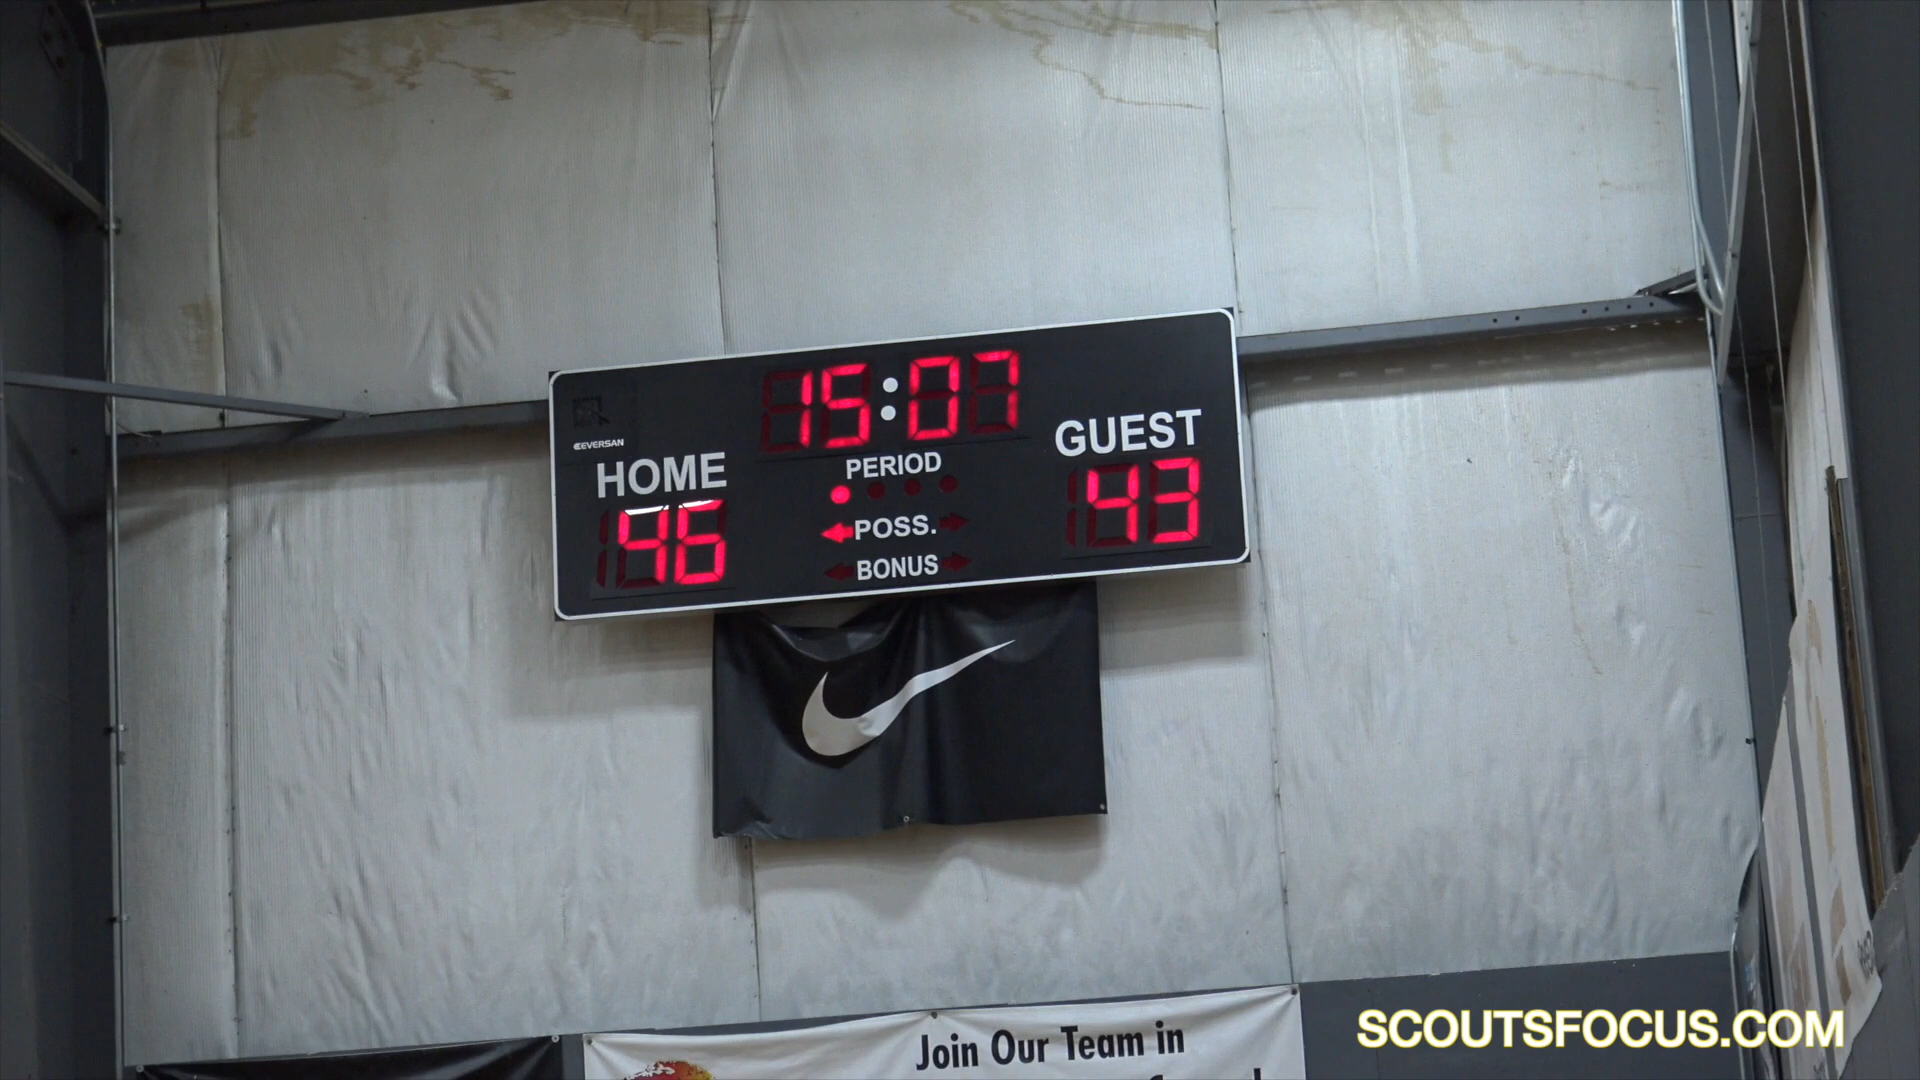 15:07
EVERSAN
HOME
GUEST
PERIOD
46
43
POSS.
BONUS
Join Our Team in
SCOUTSFOCUS.COM